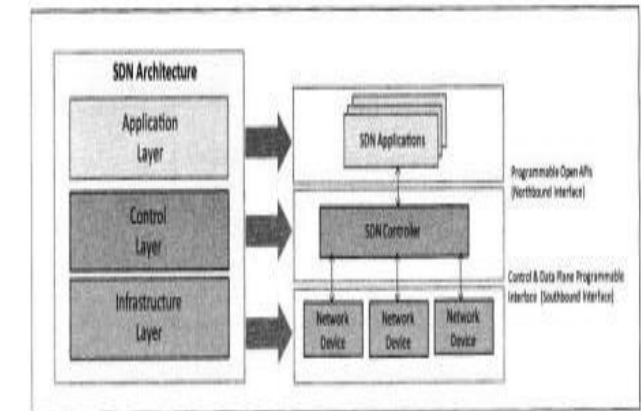 SDN Architecture
Application
Layer
Control
Layer
Infrastructure
Layer
SDN Applications
Programmable Open APIs
(Northbound Interface)
SDN Controller
Control & Data Plane Programmable
Interface (Southbound Interface)
Network
Device
Network
Device
Network
Device